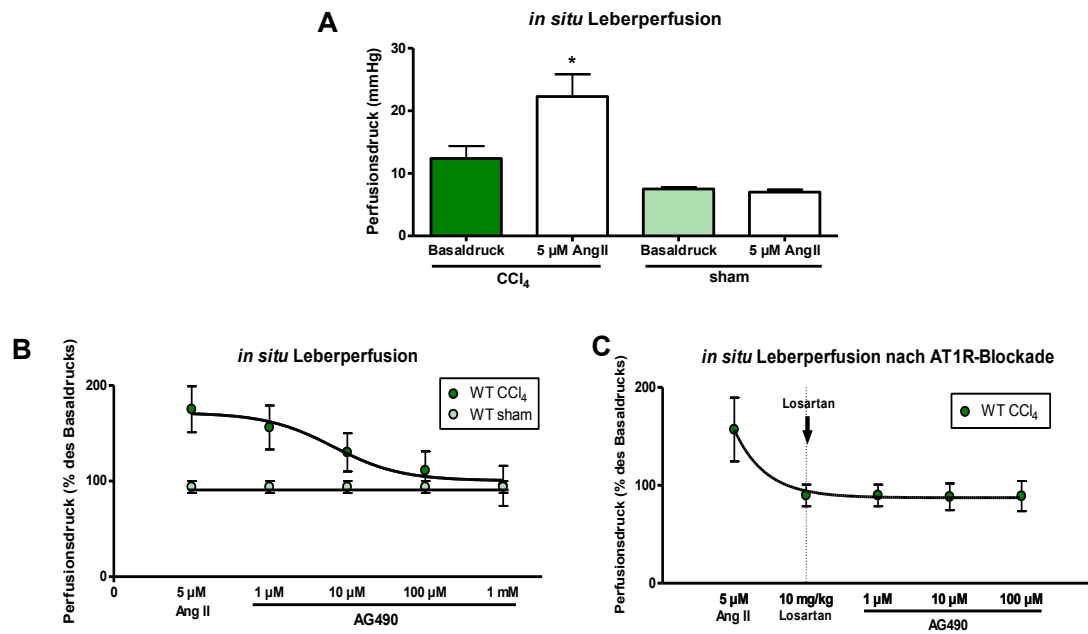 A
in situ Leberperfusion
Perfusionsdruck (mmHg)
30
20
10
0
*
Basaldruck 5 µM AngII Basaldruck 5 µM AngII
CCl4 sham
B
in situ Leberperfusion
Perfusionsdruck (% des Basaldrucks)
200
100
0
WT CCl4
WT sham
0 5 µM 1 µM 10 µM 100 µM 1 mM
Ang II AG490
C
in situ Leberperfusion nach AT1R-Blockade
Perfusionsdruck (% des Basaldrucks)
200
100
0
Losartan
WT CCl4
5 µM 10 mg/kg 1 µM 10 µM 100 µM
Ang II Losartan AG490